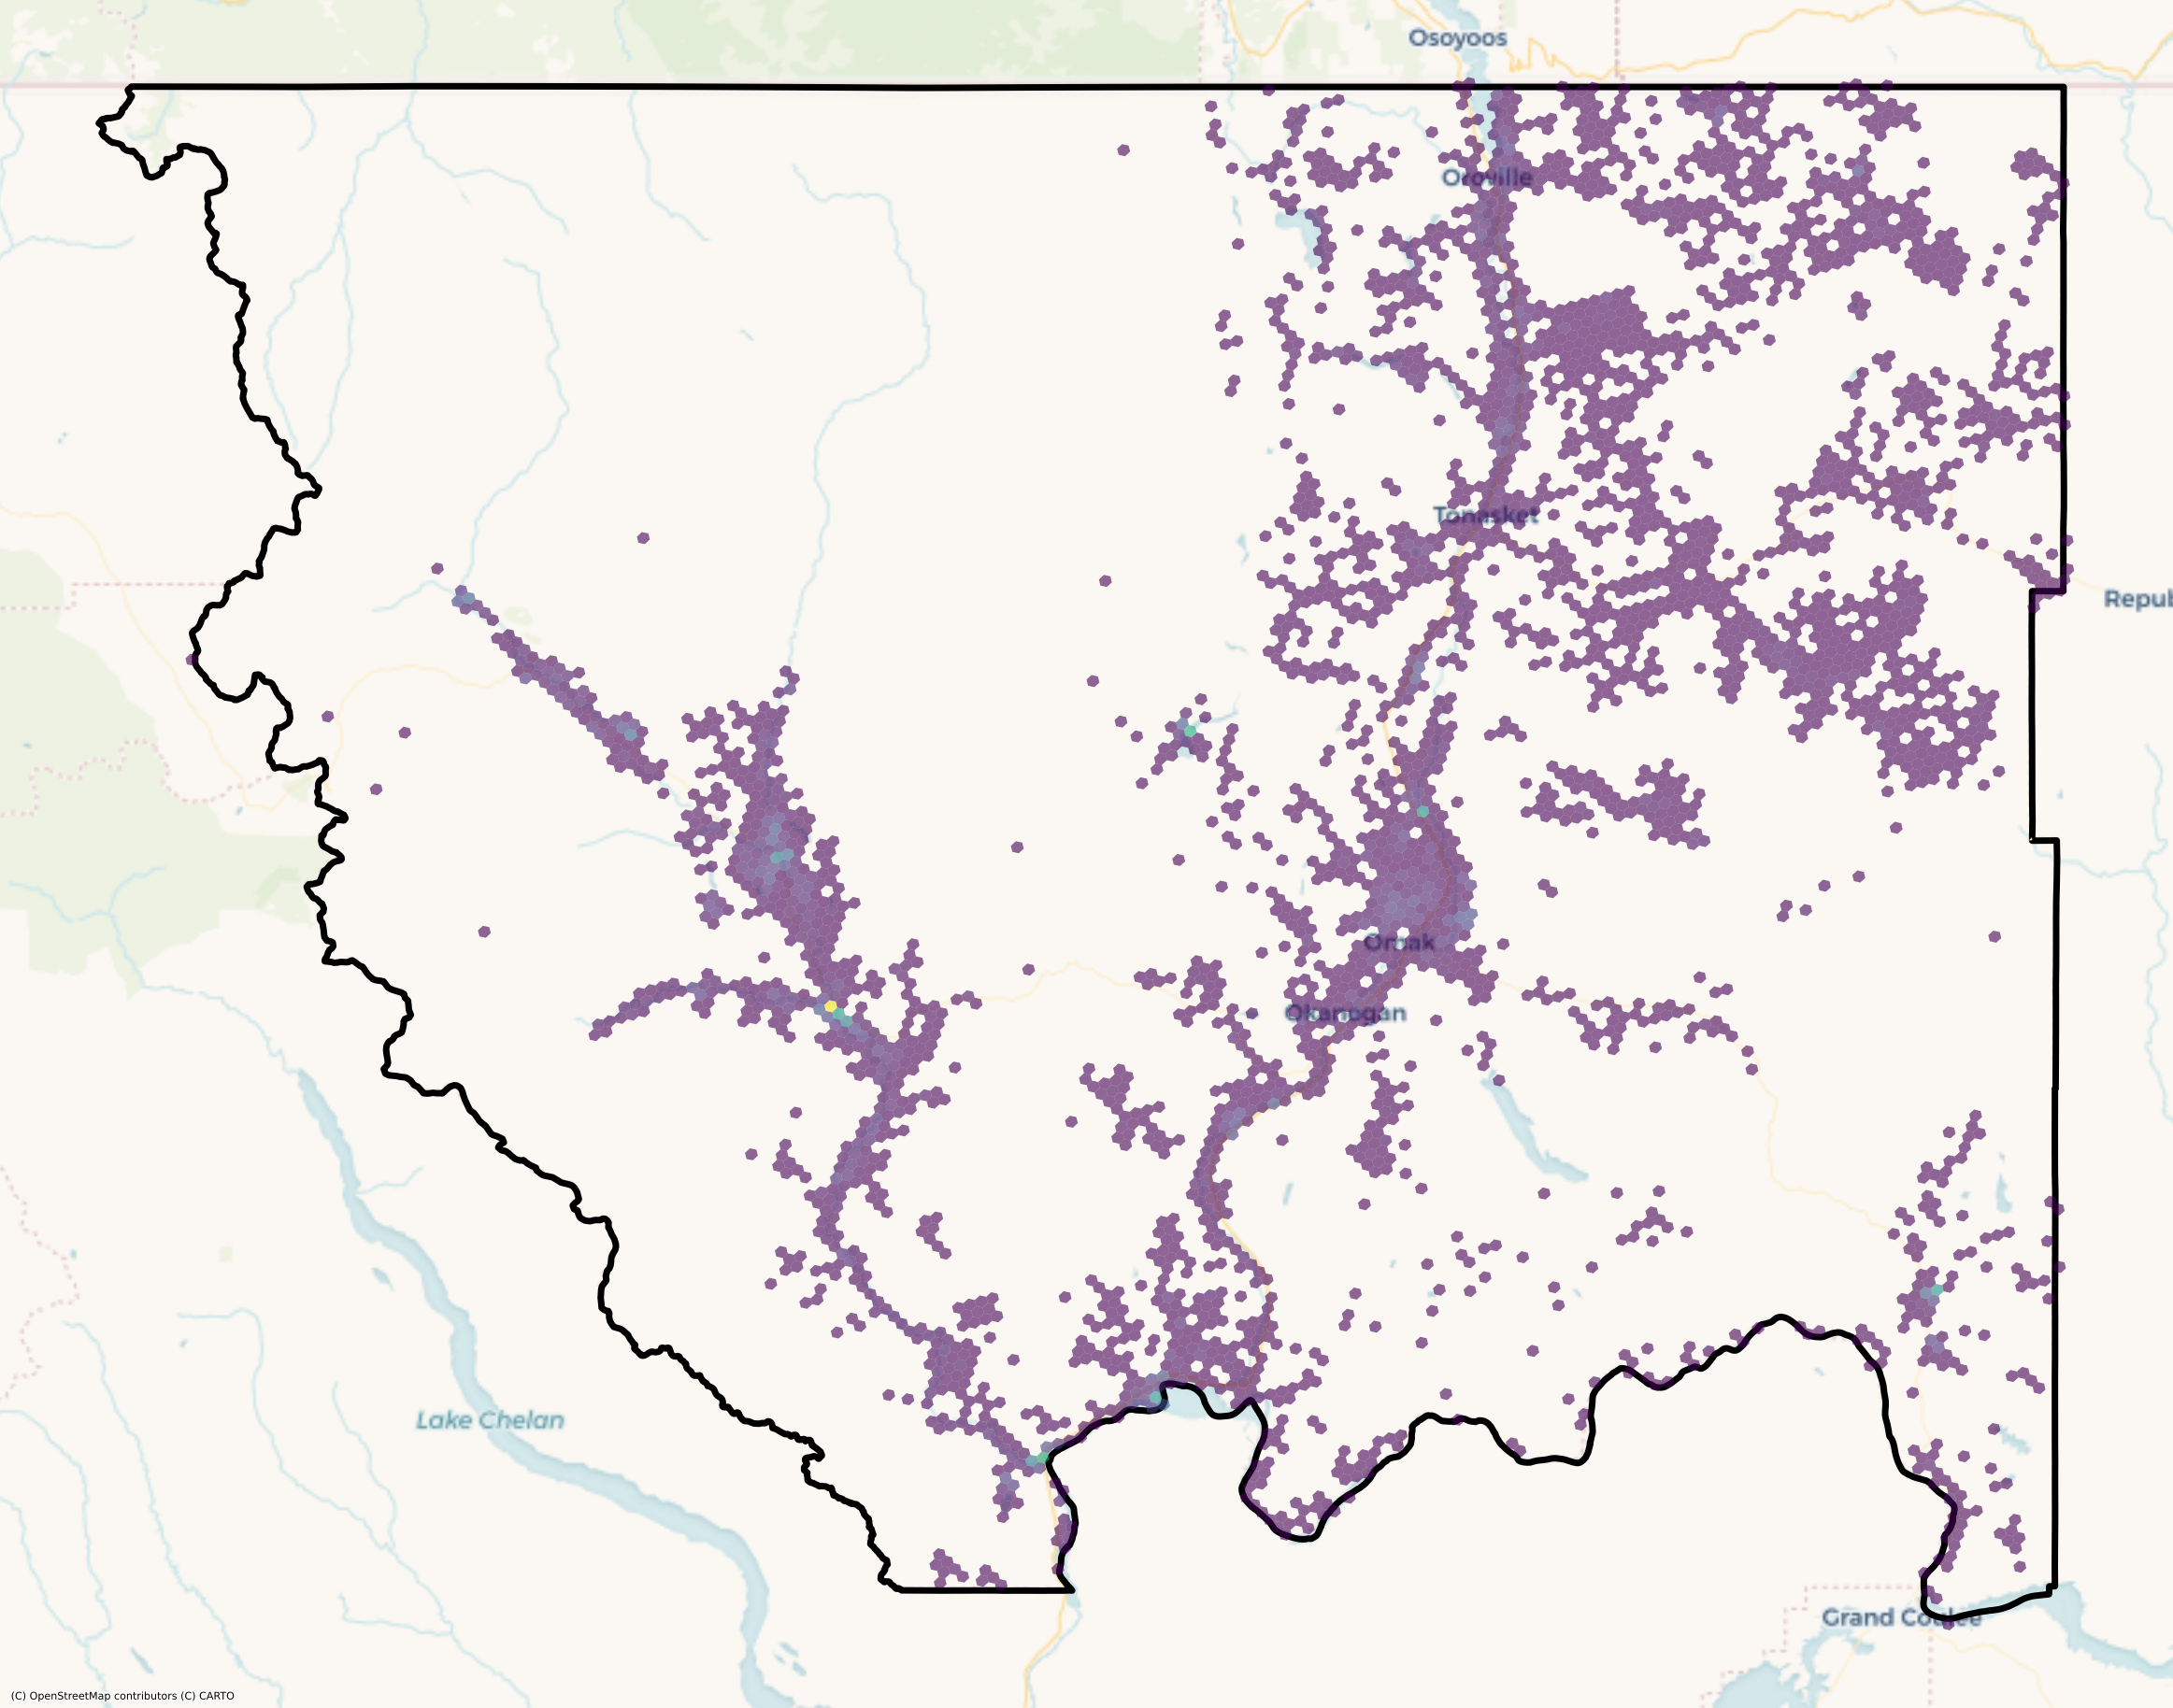 Osoyoos
Oroville
Tonasket
Repub
Omak
Okanogan
Lake Chelan
Grand Coulee
(C) OpenStreetMap contributors (C) CARTO